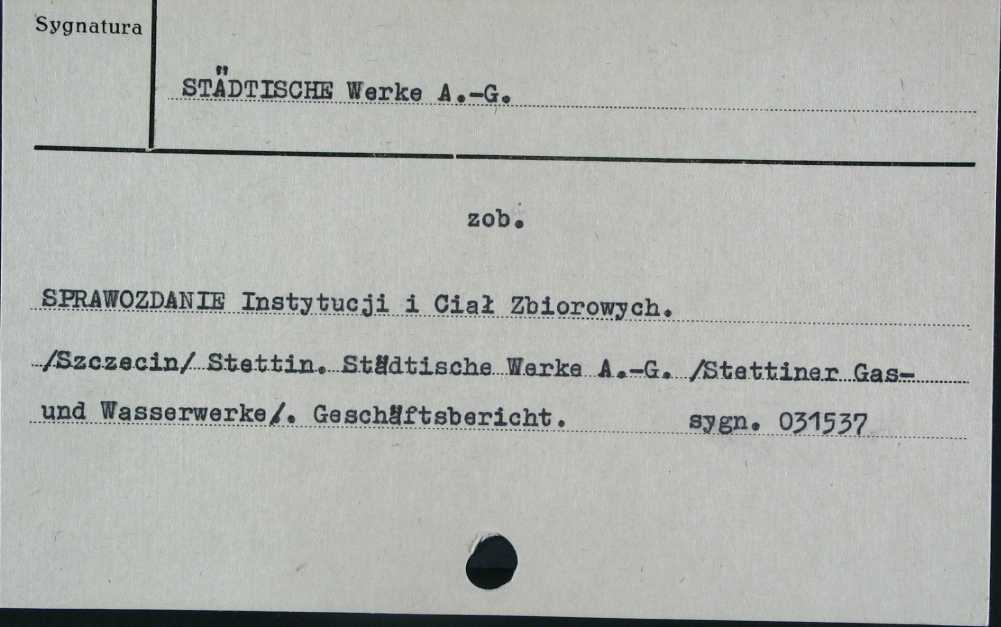 Sygnatura
STÄDTISCHE Werke A.-G.
zob.
SPRAWOZDANIE Instytucji i Ciał Zbiorowych.
/Szczecin/ Stettin. Städtische Werke A.-G. /Stettiner Gas-
und Wasserwerke/. Geschäftsbericht. sygn. 031537